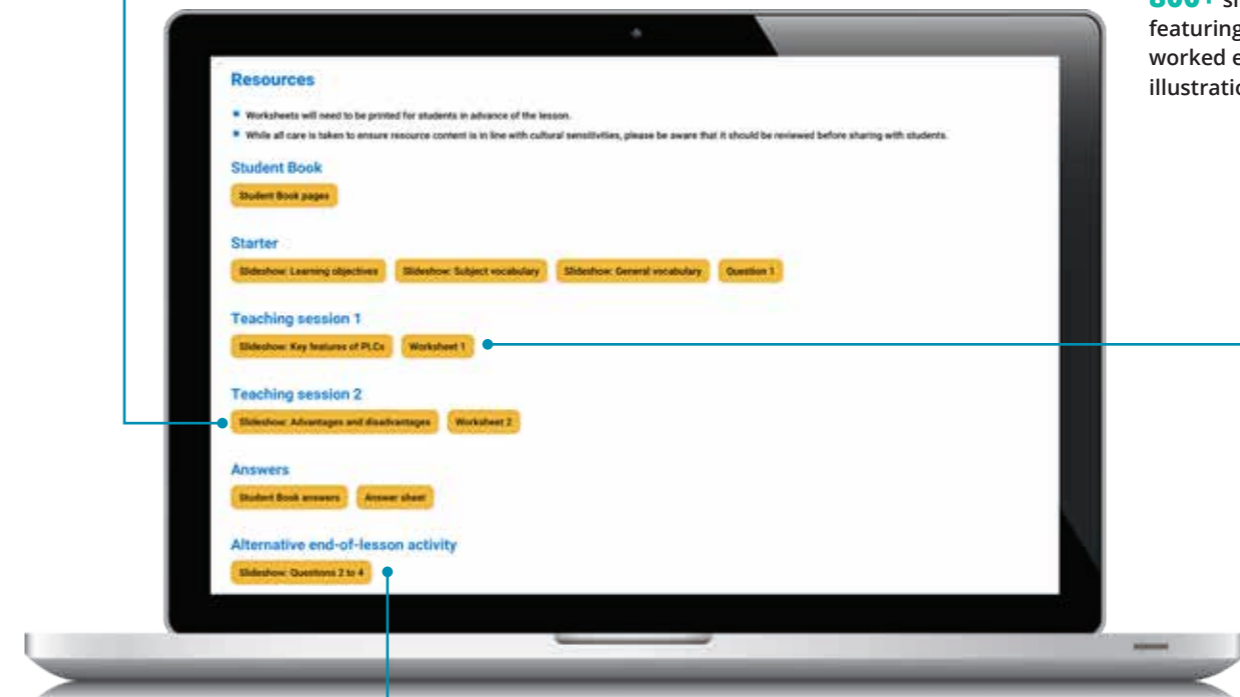 800+
featuring
worked
Resources
Worksheets will need to be printed for students in advance of the lesson.
While all care is taken to ensure resource content is in line with cultural sensitivities, please be aware that it should be reviewed before sharing with students.
Student Book
Student Book pages
Starter
Slideshow: Learning objectives Slideshow: Subject vocabulary Slideshow: General vocabulary Question 1
Teaching session 1
Slideshow: Key features of PLCs Worksheet 1
Teaching session 2
Slideshow: Advantages and disadvantages Worksheet 2
Answers
Student Book answers Answer sheet
Alternative end-of-lesson activity
Slideshow: Questions 2 to 4